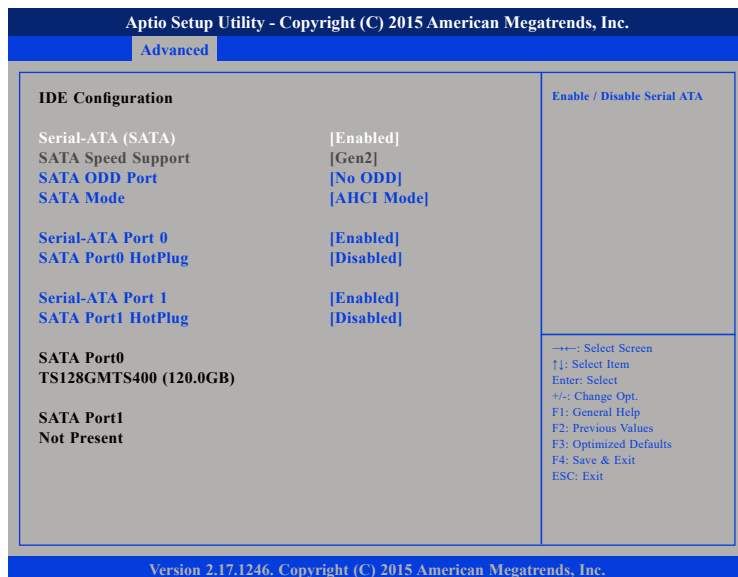 Aptio Setup Utility - Copyright (C) 2015 American Megatrends, Inc.
Advanced
IDE Configuration
Serial-ATA (SATA) [Enabled]
SATA Speed Support [Gen2]
SATA ODD Port [No ODD]
SATA Mode [AHCI Mode]
Serial-ATA Port 0 [Enabled]
SATA Port0 HotPlug [Disabled]
Serial-ATA Port 1 [Enabled]
SATA Port1 HotPlug [Disabled]
SATA Port0
TS128GMTS400 (120.0GB)
SATA Port1
Not Present
Enable / Disable Serial ATA
→←: Select Screen
↑↓: Select Item
Enter: Select
+/-: Change Opt.
F1: General Help
F2: Previous Values
F3: Optimized Defaults
F4: Save & Exit
ESC: Exit
Version 2.17.1246. Copyright (C) 2015 American Megatrends, Inc.